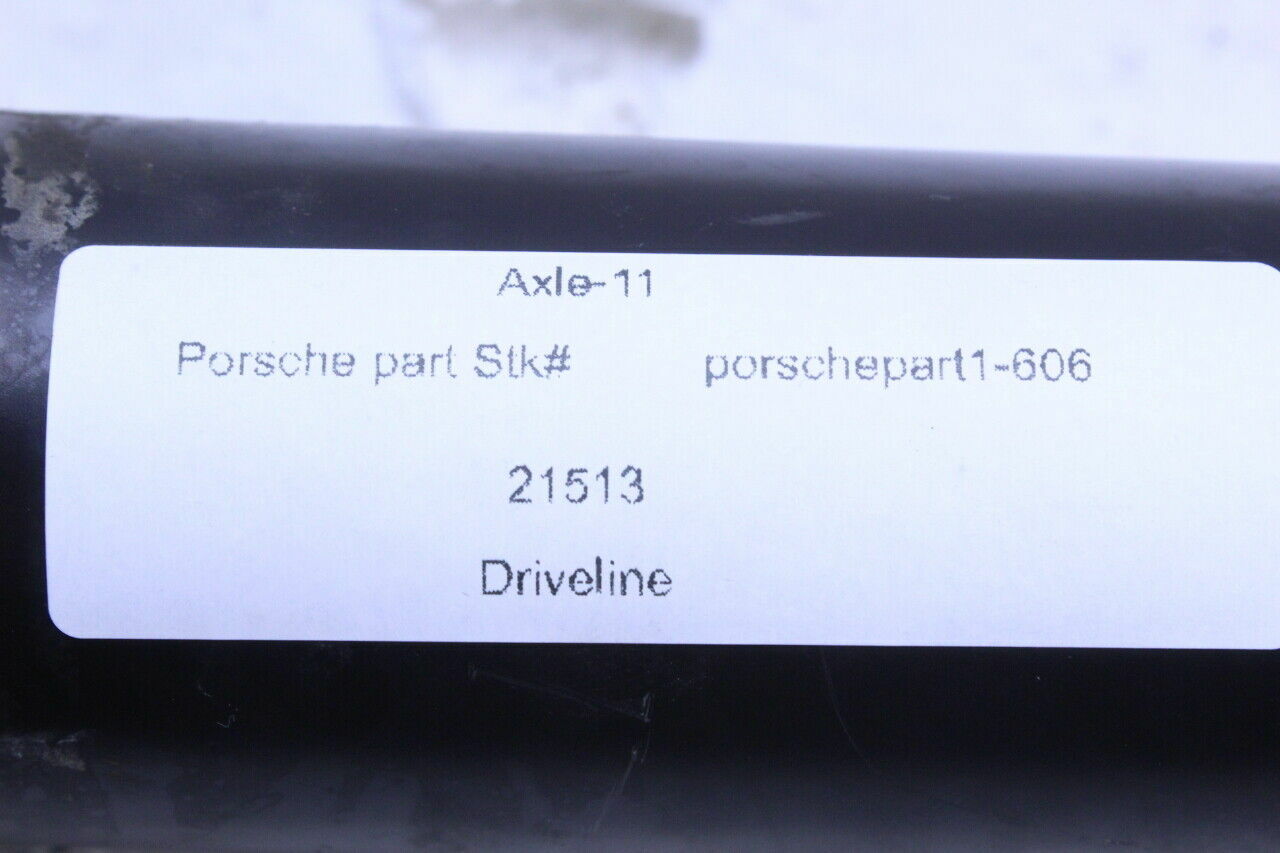 Axle-11
Porsche part Stk# porschepart1-606
21513
Driveline